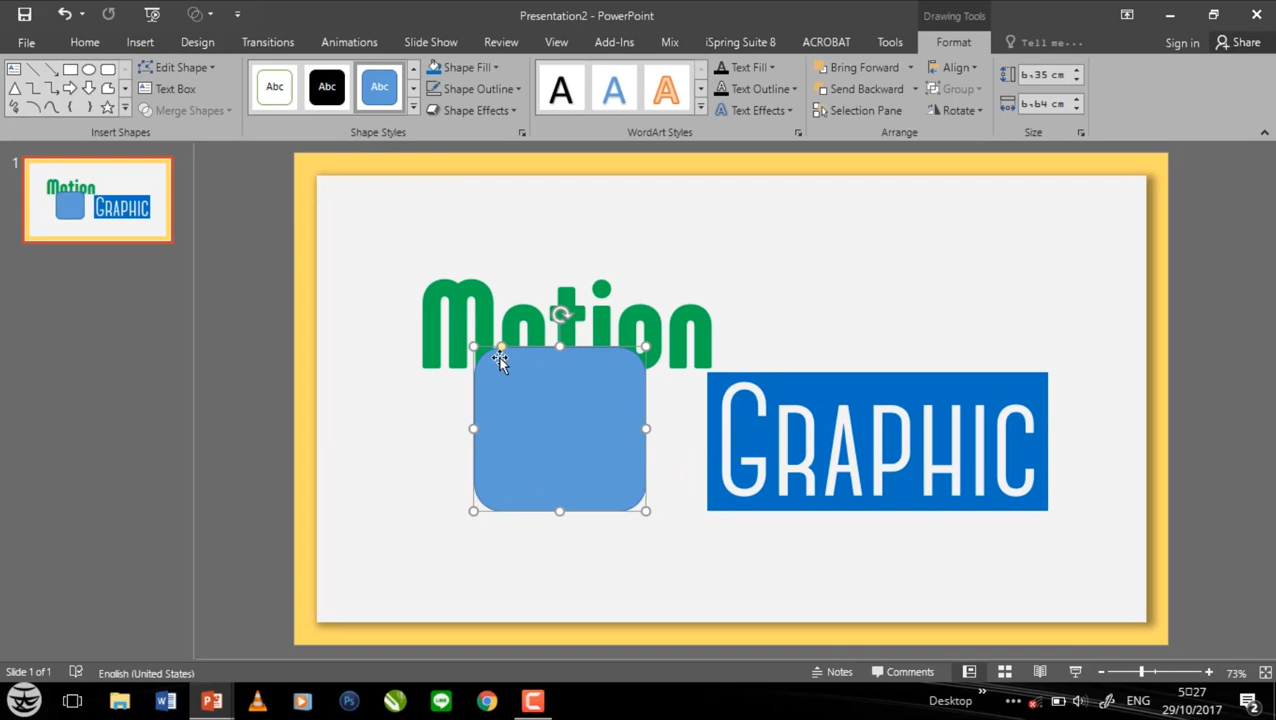 Presentation2 - PowerPoint
Drawing Tools
File Home Insert Design Transitions Animations Slide Show Review View Add-Ins Mix iSpring Suite 8 ACROBAT Tools Format Tell me... Sign in Share
Edit Shape
Text Box
Merge Shapes
Insert Shapes
Abc Abc Abc
Shape Fill
Shape Outline
Shape Effects
Shape Styles
A A A
Text Fill
Text Outline
Text Effects
WordArt Styles
Bring Forward
Send Backward
Selection Pane
Align
Group
Rotate
Arrange
Size
1
Motion
Graphic
Motion
Graphic
Slide 1 of 1 English (United States) Notes Comments 73%
Desktop ENG
29/10/2017 2